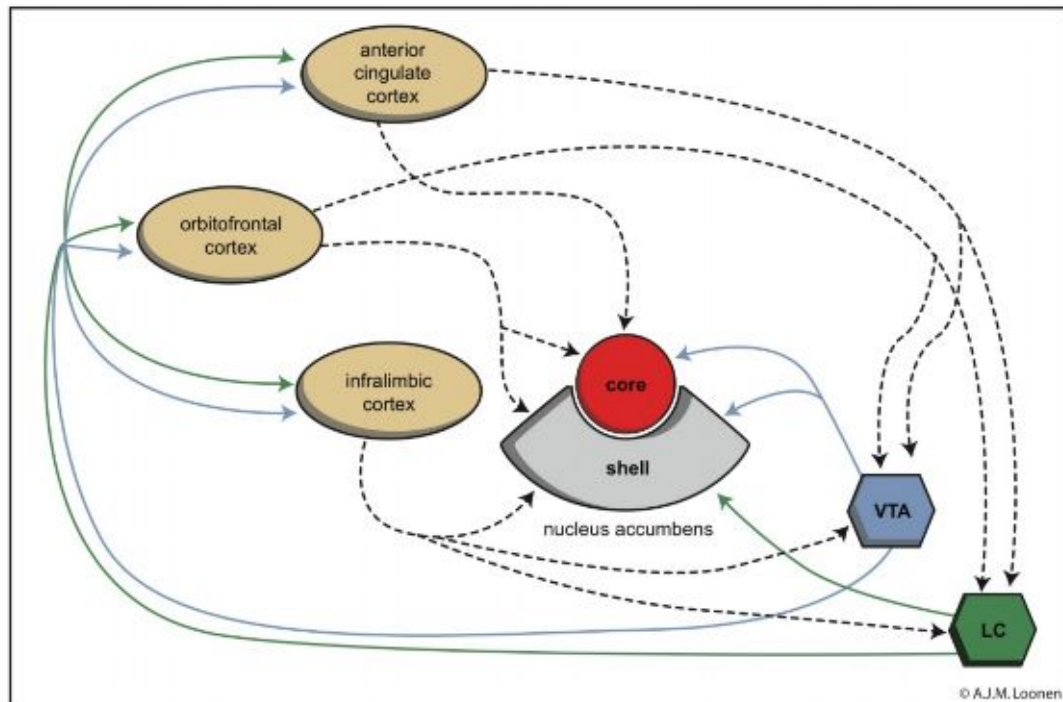 anterior
cingulate
cortex
orbitofrontal
cortex
infralimbic
cortex
core
shell
nucleus accumbens
VTA
LC
© A.J.M. Loonen